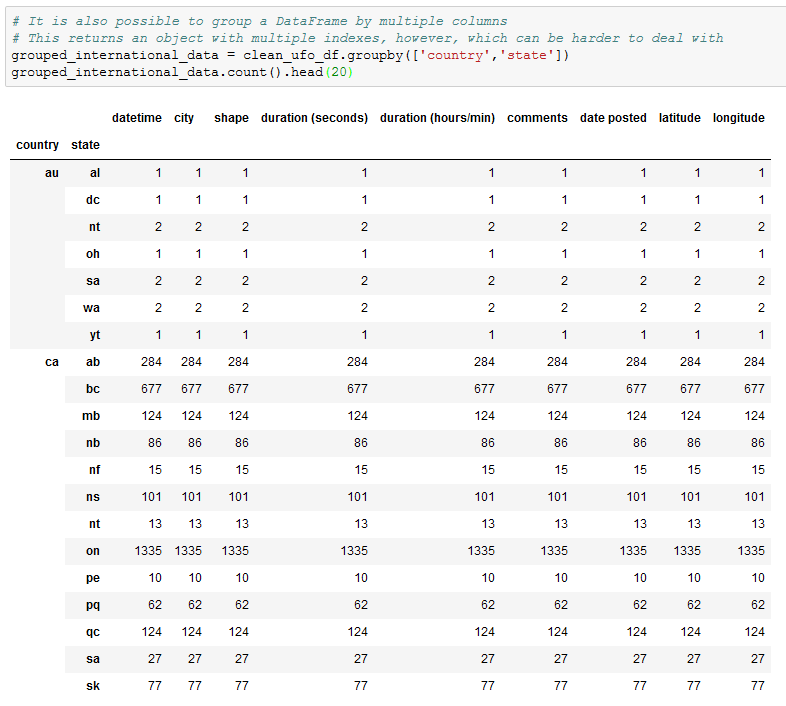 # It is also possible to group a DataFrame by multiple columns
# This returns an object with multiple indexes, however, which can be harder to deal with
grouped_international_data = clean_ufo_df.groupby(['country','state'])
grouped_international_data.count().head(20)
datetime city shape duration (seconds) duration (hours/min) comments date posted latitude longitude
country state
au al 1 1 1 1 1 1 1 1 1
dc 1 1 1 1 1 1 1 1 1
nt 2 2 2 2 2 2 2 2 2
oh 1 1 1 1 1 1 1 1 1
sa 2 2 2 2 2 2 2 2 2
wa 2 2 2 2 2 2 2 2 2
yt 1 1 1 1 1 1 1 1 1
ca ab 284 284 284 284 284 284 284 284 284
bc 677 677 677 677 677 677 677 677 677
mb 124 124 124 124 124 124 124 124 124
nb 86 86 86 86 86 86 86 86 86
nf 15 15 15 15 15 15 15 15 15
ns 101 101 101 101 101 101 101 101 101
nt 13 13 13 13 13 13 13 13 13
on 1335 1335 1335 1335 1335 1335 1335 1335 1335
pe 10 10 10 10 10 10 10 10 10
pq 62 62 62 62 62 62 62 62 62
qc 124 124 124 124 124 124 124 124 124
sa 27 27 27 27 27 27 27 27 27
sk 77 77 77 77 77 77 77 77 77